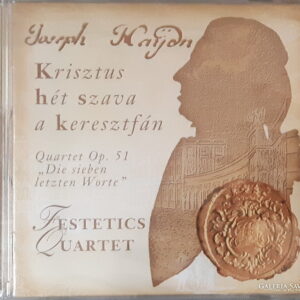 Joseph Haydn
Krisztus
hét szava
a keresztfán
Quartet Op. 51
„Die sieben
letzten Worte"
FESTETICS
QUARTET